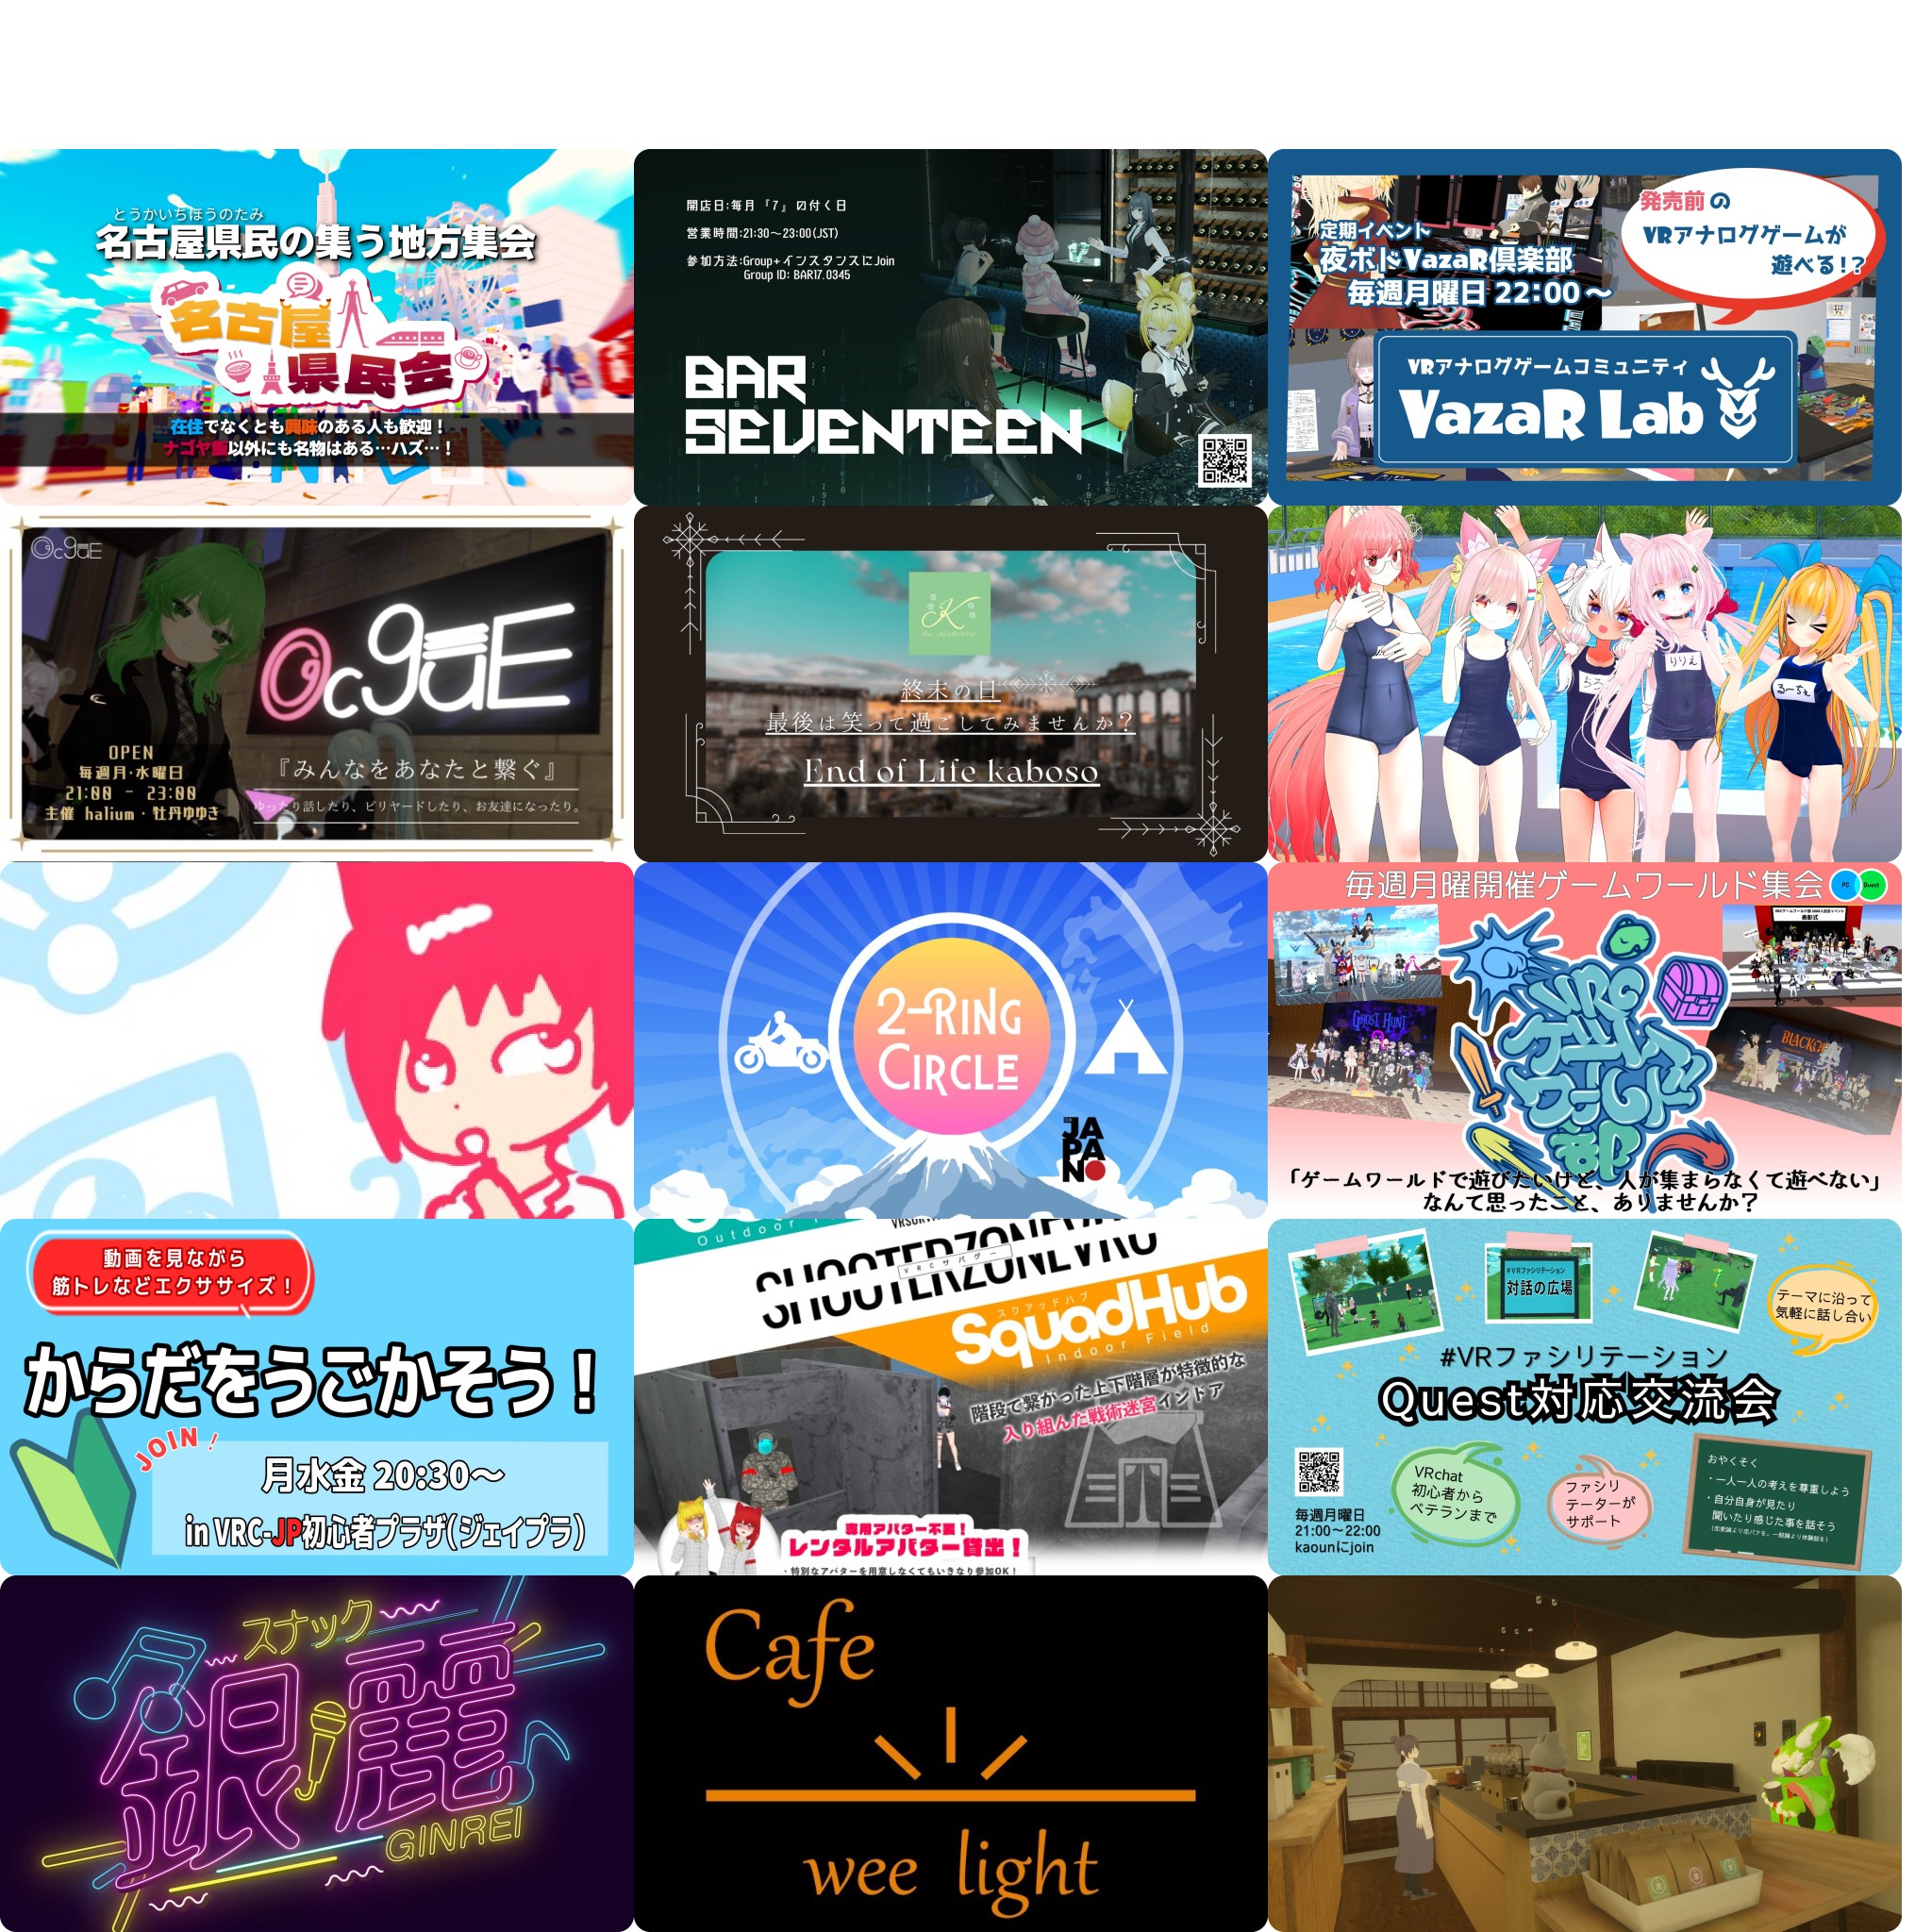 とうかいちほうのたみ
名古屋県民の集う地方集会
名古屋
県民会
在住でなくとも興味のある人も歓迎！
ナゴヤ飯以外にも名物はある…ハズ…！
開店日:毎月『7』の付く日
営業時間:21:30〜23:00(JST)
参加方法:Group+インスタンスにJoin
Group ID: BAR17.0345
BAR
SEVENTEEN
発売前の
VRアナログゲームが
遊べる!?
定期イベント
夜ボドVazaR倶楽部
毎週月曜日 22:00〜
VRアナログゲームコミュニティ
VazaR Lab
OcguE
OcguE
OPEN
毎週月・水曜日
21:00 - 23:00
主催 halium・牡丹ゆゆき
『みんなをあなたと繋ぐ』
ゆったり話したり、ビリヤードしたり、お友達になったり。
終末の日
最後は笑って過ごしてみませんか?
End of Life kaboso
りりえ
るーちぇ
2-RING
CIRCLE
JA
PA
N
毎週月曜開催ゲームワールド集会
PC
Quest
GHOST HUNT
VRC
ゲーム
ワールド
部
「ゲームワールドで遊びたいけど、人が集まらなくて遊べない」
なんて思ったこと、ありませんか？
動画を見ながら
筋トレなどエクササイズ！
からだをうごかそう！
JOIN！
月水金 20:30〜
in VRC-JP初心者プラザ(ジェイプラ)
SHOOTERZONEVRC
VRCサバゲー
スクアッドハブ
SquadHub
Indoor Field
階段で繋がった上下階層が特徴的な
入り組んだ戦術迷宮インドア
専用アバター不要！
レンタルアバター貸出！
・特別なアバターを用意しなくてもいきなり参加OK！
#VRファシリテーション
対話の広場
テーマに沿って
気軽に話し合い
#VRファシリテーション
Quest対応交流会
毎週月曜日
21:00〜22:00
kaounにjoin
VRchat
初心者から
ベテランまで
ファシリ
テーターが
サポート
おやくそく
・一人一人の考えを尊重しよう
・自分自身が見たり
聞いたり感じた事を話そう
スナック
銀麗
GINREI
Cafe
wee light